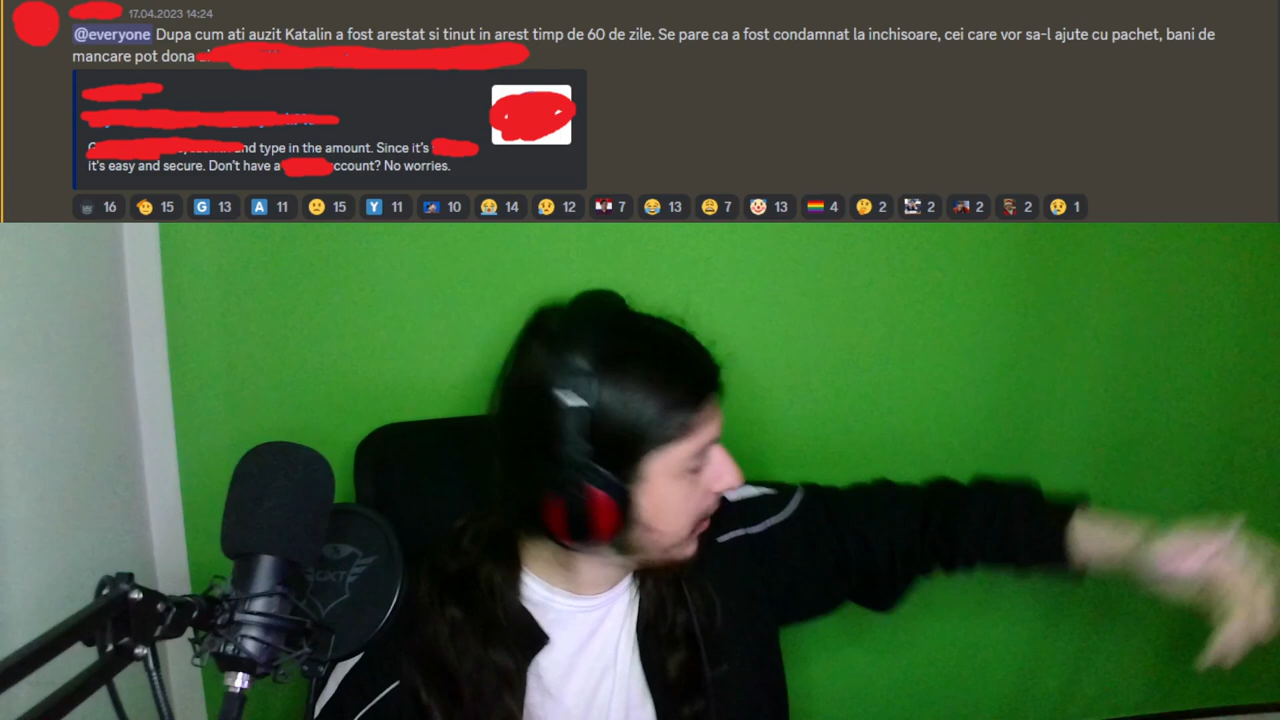 17.04.2023 14:24
@everyone Dupa cum ati auzit Katalin a fost arestat si tinut in arest timp de 60 de zile. Se pare ca a fost condamnat la inchisoare, cei care vor sa-l ajute cu pachet, bani de
mancare pot dona
and type in the amount. Since it's
it's easy and secure. Don't have a account? No worries.
16 15 G 13 A 11 15 Y 11 10 14 12 7 13 7 13 4 2 2 2 2 1
GXT